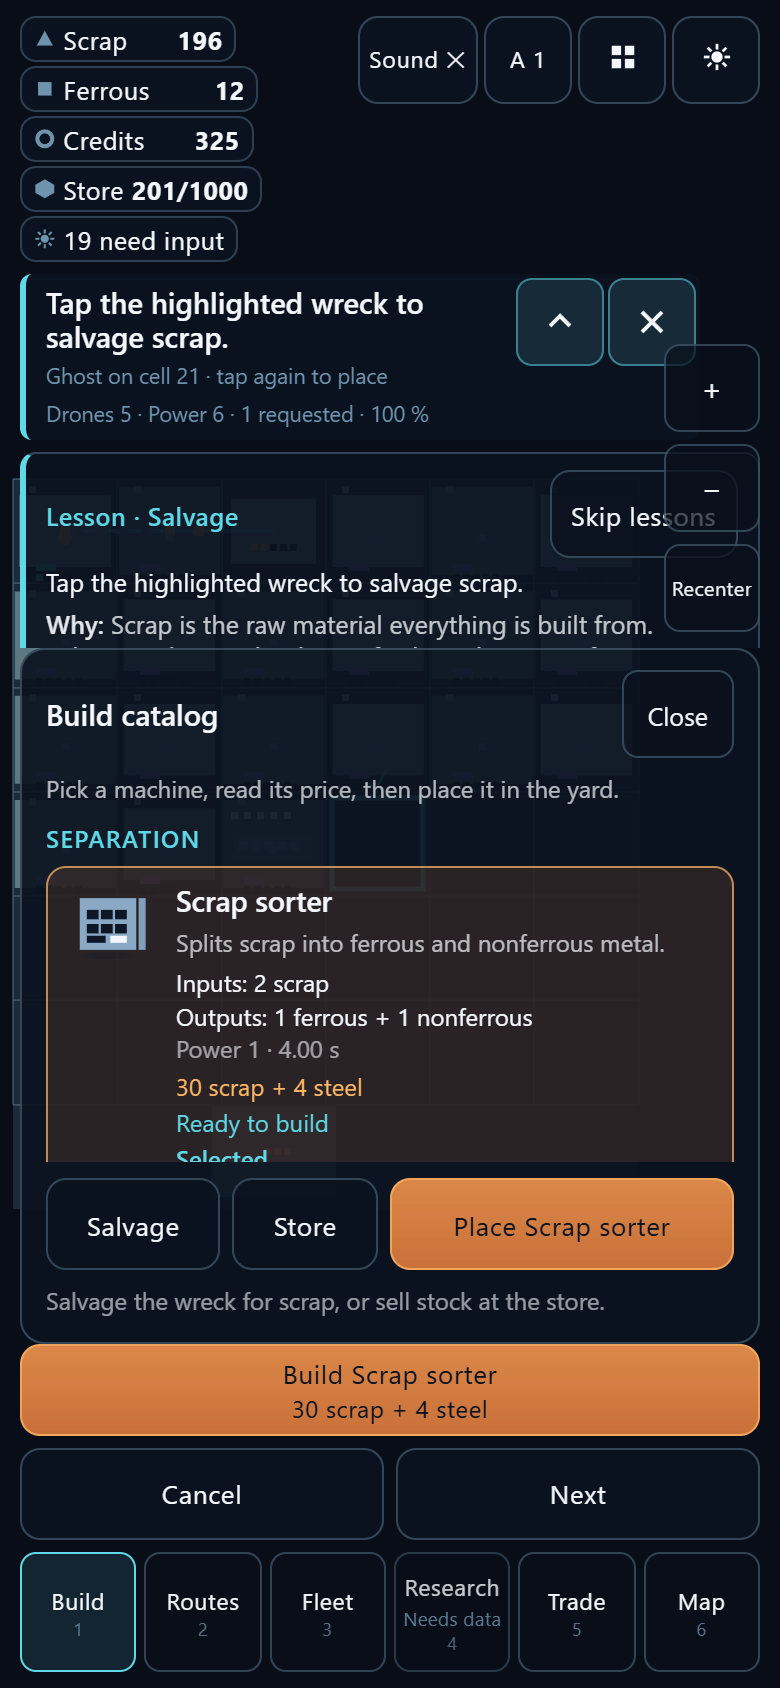 Scrap 196
Sound A 1
Ferrous 12
Credits 325
Store 201/1000
19 need input
Tap the highlighted wreck to
salvage scrap.
Ghost on cell 21 · tap again to place
Drones 5 · Power 6 · 1 requested · 100 %
+
−
Lesson · Salvage
Skip lessons
Tap the highlighted wreck to salvage scrap.
Recenter
Why: Scrap is the raw material everything is built from.
Build catalog
Close
Pick a machine, read its price, then place it in the yard.
SEPARATION
Scrap sorter
Splits scrap into ferrous and nonferrous metal.
Inputs: 2 scrap
Outputs: 1 ferrous + 1 nonferrous
Power 1 · 4.00 s
30 scrap + 4 steel
Ready to build
Selected
Salvage Store Place Scrap sorter
Salvage the wreck for scrap, or sell stock at the store.
Build Scrap sorter
30 scrap + 4 steel
Cancel Next
Build Routes Fleet Research Trade Map
Needs data
1 2 3 4 5 6